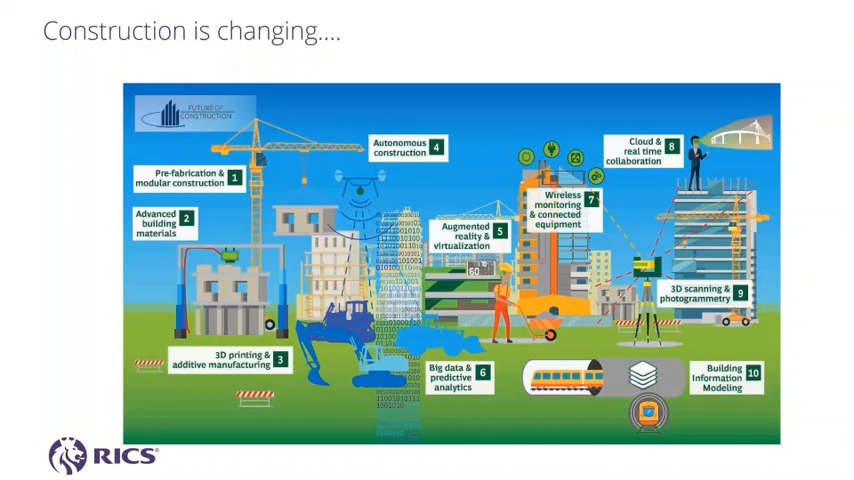 Construction is changing....
FUTURE OF
CONSTRUCTION
Pre-fabrication &
modular construction 1
Advanced
building
materials 2
3D printing &
additive manufacturing 3
Autonomous
construction 4
Augmented
reality &
virtualization 5
Big data &
predictive
analytics 6
Wireless
monitoring
& connected
equipment 7
Cloud &
real time
collaboration 8
3D scanning &
photogrammetry 9
Building
Information
Modeling 10
RICS